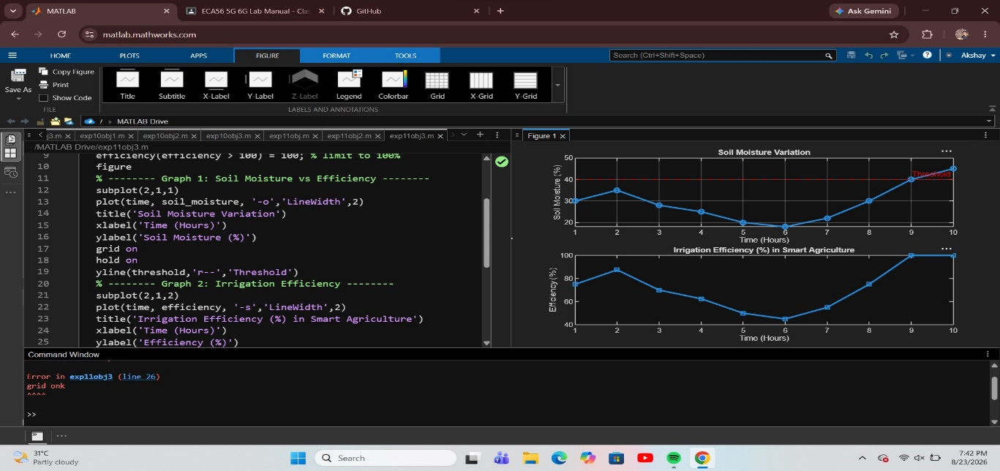 MATLAB
ECA56 5G 6G Lab Manual - Clas
GitHub
Ask Gemini
matlab.mathworks.com
HOME
PLOTS
APPS
FIGURE
FORMAT
TOOLS
Search (Ctrl+Shift+Space)
Akshay
Save As
Copy Figure
Print
Show Code
FILE
Title
Subtitle
X-Label
Y-Label
Z-Label
Legend
Colorbar
Grid
X-Grid
Y-Grid
LABELS AND ANNOTATIONS
/ › MATLAB Drive
j3.m
exp10obj1.m
exp10obj2.m
exp10obj3.m
exp11obj.m
exp11obj2.m
exp11obj3.m
/MATLAB Drive/exp11obj3.m
9 efficiency(efficiency > 100) = 100; % limit to 100%
10 figure
11 % -------- Graph 1: Soil Moisture vs Efficiency --------
12 subplot(2,1,1)
13 plot(time, soil_moisture, '-o','LineWidth',2)
14 title('Soil Moisture Variation')
15 xlabel('Time (Hours)')
16 ylabel('Soil Moisture (%)')
17 grid on
18 hold on
19 yline(threshold,'r--','Threshold')
20 % -------- Graph 2: Irrigation Efficiency --------
21 subplot(2,1,2)
22 plot(time, efficiency, '-s','LineWidth',2)
23 title('Irrigation Efficiency (%) in Smart Agriculture')
24 xlabel('Time (Hours)')
25 ylabel('Efficiency (%)')
Figure 1
Soil Moisture Variation
Soil Moisture (%)
50
40
30
20
Threshold
1 2 3 4 5 6 7 8 9 10
Time (Hours)
Irrigation Efficiency (%) in Smart Agriculture
Efficiency (%)
100
80
60
40
1 2 3 4 5 6 7 8 9 10
Time (Hours)
Command Window
Error in exp11obj3 (line 26)
grid onk
^^^^
>>
31°C
Partly cloudy
Search
7:42 PM
8/23/2026